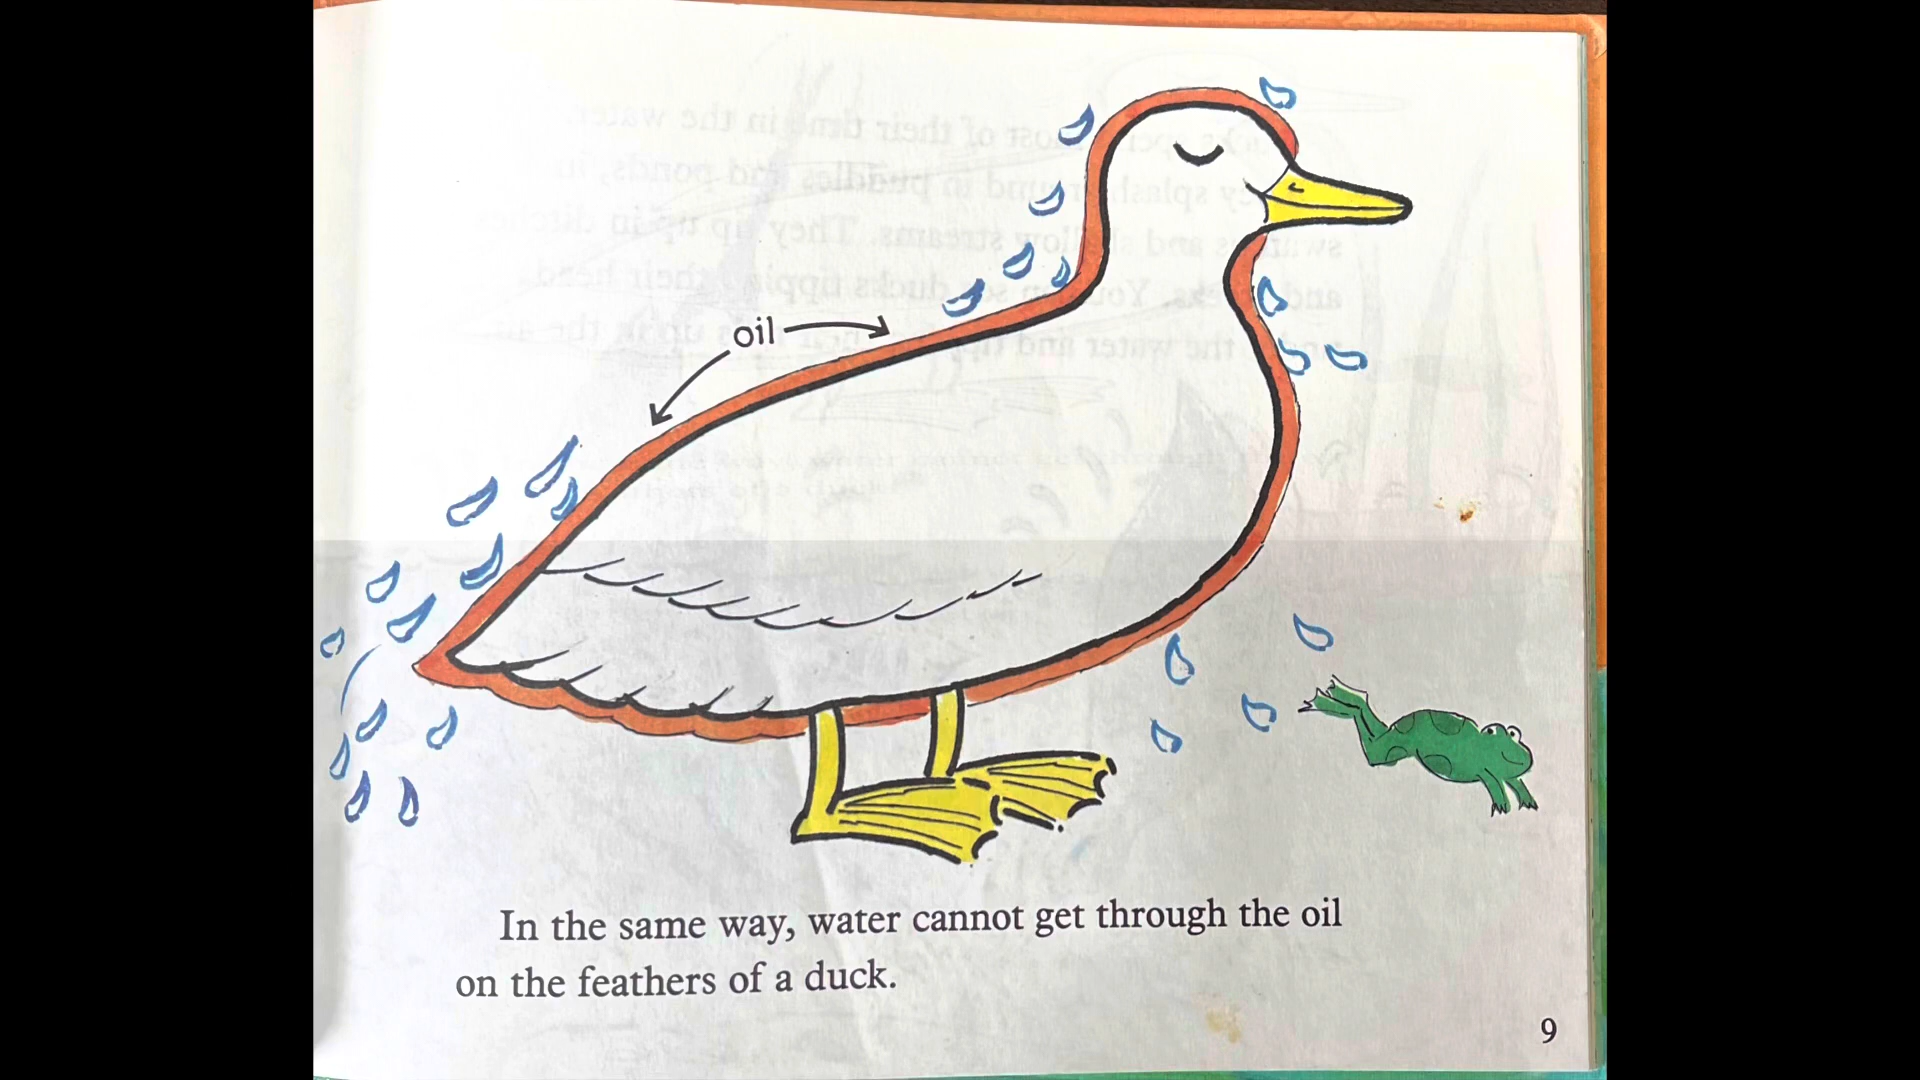 oil
In the same way, water cannot get through the oil
on the feathers of a duck.
9